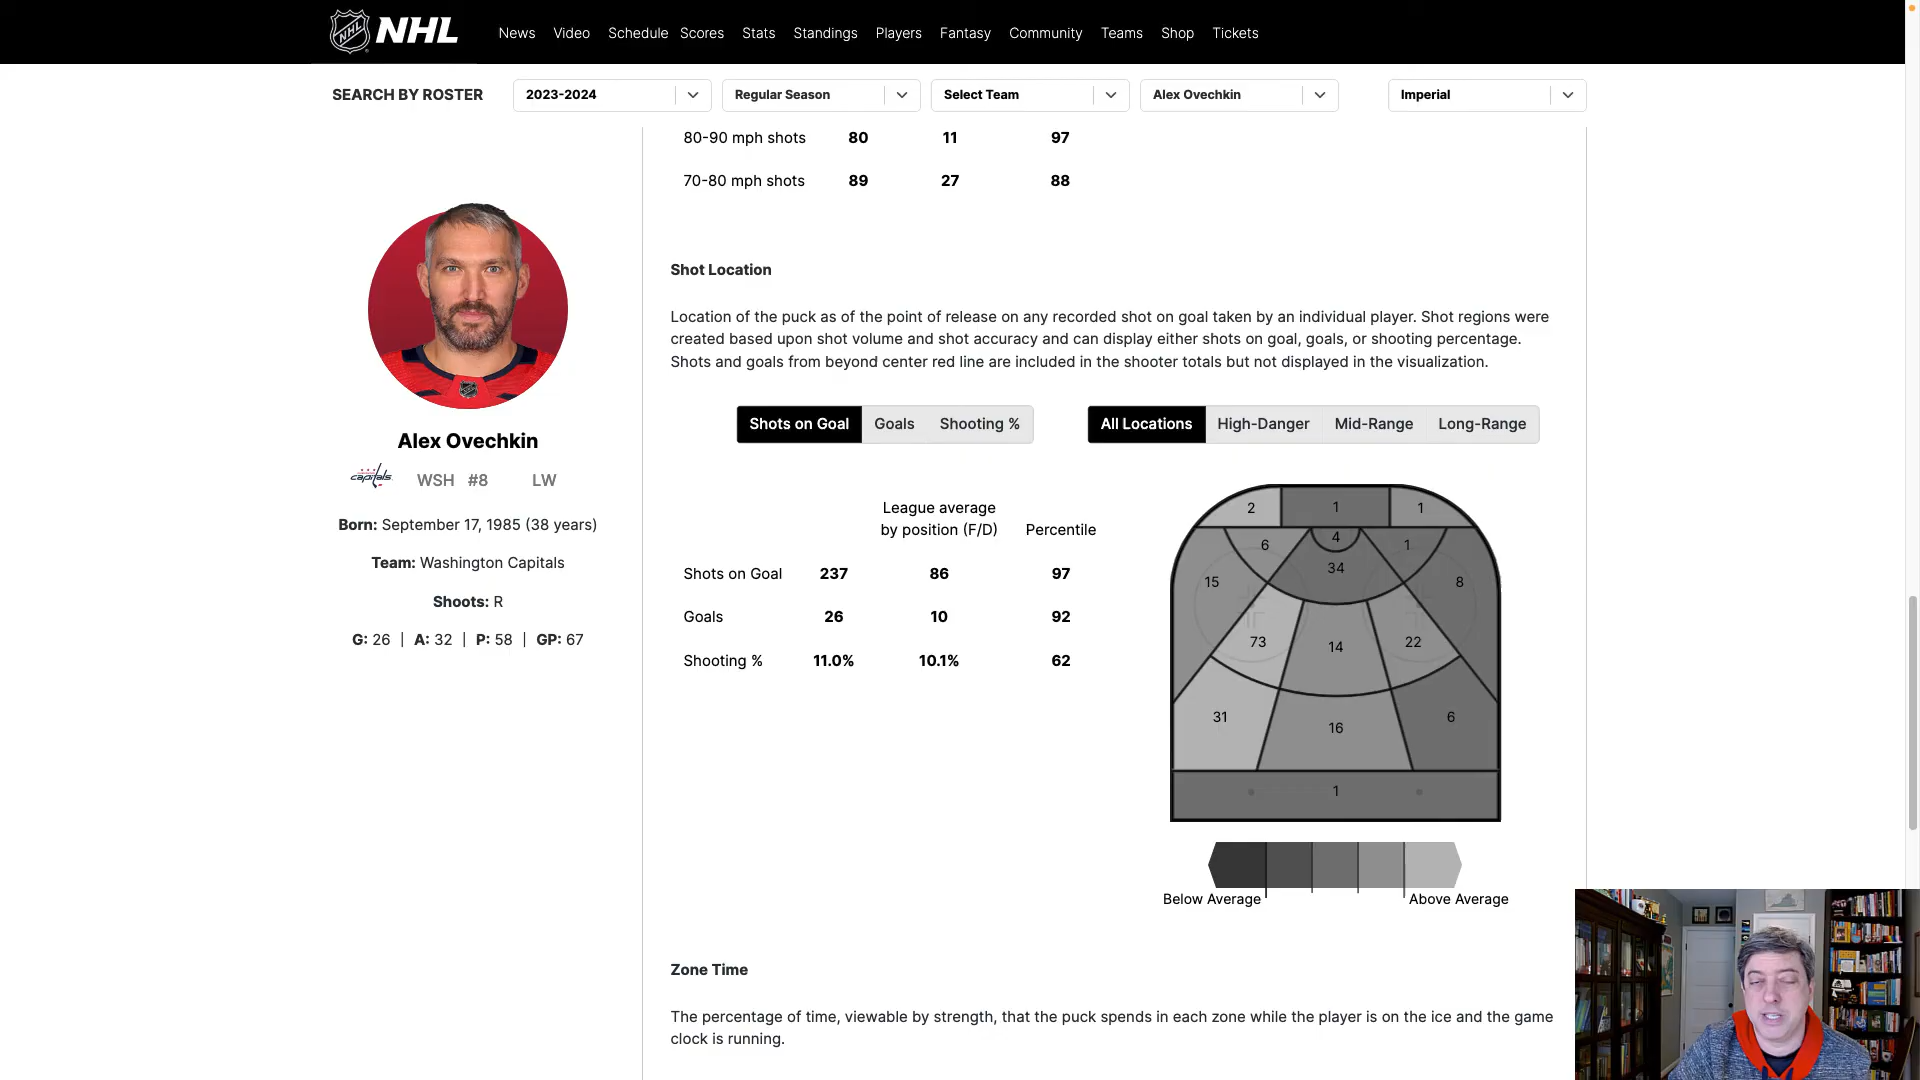 NHL
News Video Schedule Scores Stats Standings Players Fantasy Community Teams Shop Tickets
SEARCH BY ROSTER 2023-2024 Regular Season Select Team Alex Ovechkin Imperial
80-90 mph shots 80 11 97
70-80 mph shots 89 27 88
Shot Location
Location of the puck as of the point of release on any recorded shot on goal taken by an individual player. Shot regions were
created based upon shot volume and shot accuracy and can display either shots on goal, goals, or shooting percentage.
Shots and goals from beyond center red line are included in the shooter totals but not displayed in the visualization.
Shots on Goal Goals Shooting % All Locations High-Danger Mid-Range Long-Range
Alex Ovechkin
capitals WSH #8 LW
Born: September 17, 1985 (38 years)
Team: Washington Capitals
Shoots: R
G: 26 | A: 32 | P: 58 | GP: 67
League average
by position (F/D) Percentile
Shots on Goal 237 86 97
Goals 26 10 92
Shooting % 11.0% 10.1% 62
2 1 1
6 4 1
15 34 8
73 14 22
31 16 6
1
Below Average Above Average
Zone Time
The percentage of time, viewable by strength, that the puck spends in each zone while the player is on the ice and the game
clock is running.